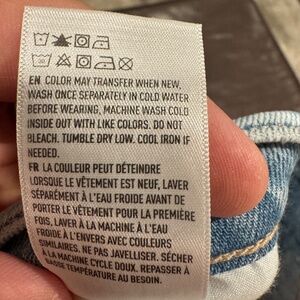 EN COLOR MAY TRANSFER WHEN NEW,
WASH ONCE SEPARATELY IN COLD WATER
BEFORE WEARING, MACHINE WASH COLD
INSIDE OUT WITH LIKE COLORS. DO NOT
BLEACH. TUMBLE DRY LOW. COOL IRON IF
NEEDED.
FR LA COULEUR PEUT DÉTEINDRE
LORSQUE LE VÊTEMENT EST NEUF, LAVER
SÉPARÉMENT À L'EAU FROIDE AVANT DE
PORTER LE VÊTEMENT POUR LA PREMIÈRE
FOIS, LAVER À LA MACHINE À L'EAU
FROIDE À L'ENVERS AVEC COULEURS
SIMILAIRES. NE PAS JAVELLISER. SÉCHER
À LA MACHINE CYCLE DOUX. REPASSER À
BASSE TEMPÉRATURE AU BESOIN.